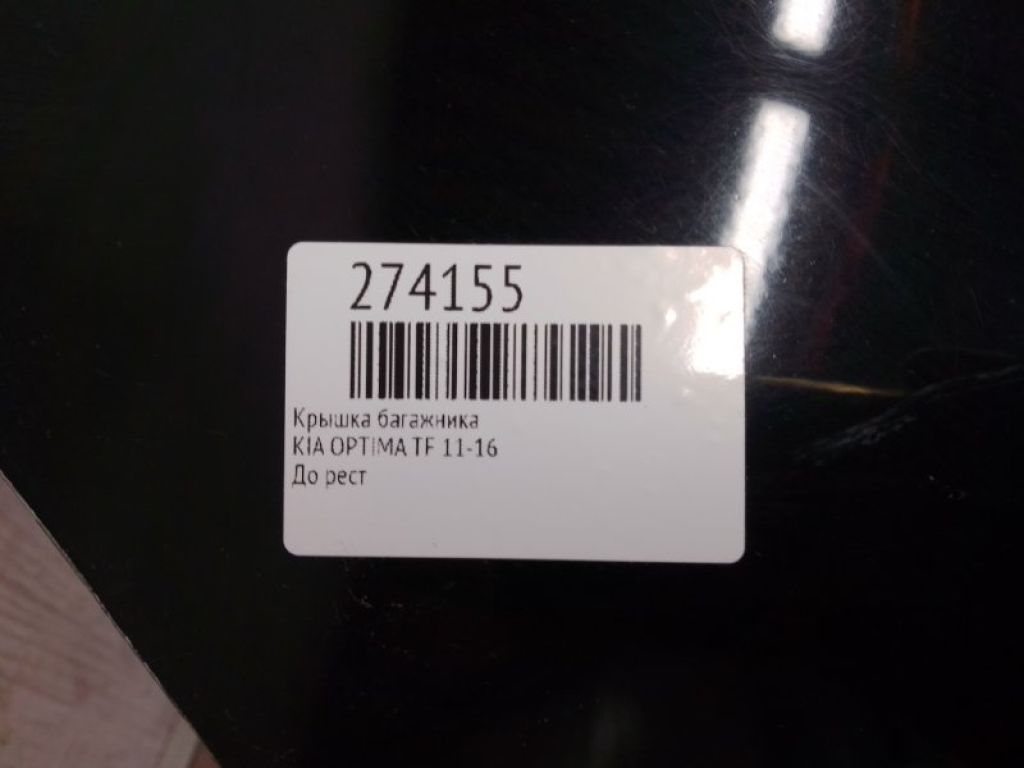 274155
Крышка багажника
KIA OPTIMA TF 11-16
До рест